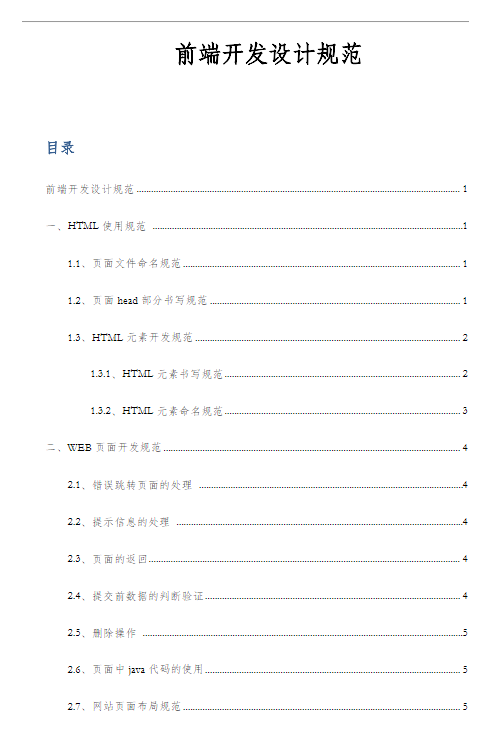 前端开发设计规范
目录
前端开发设计规范 ........................................ 1
一、HTML 使用规范 ........................................1
1.1、页面文件命名规范 ........................................ 1
1.2、页面 head 部分书写规范 ........................................ 1
1.3、HTML 元素开发规范 ........................................ 2
1.3.1、HTML 元素书写规范 ........................................ 2
1.3.2、HTML 元素命名规范 ........................................ 3
二、WEB 页面开发规范 ........................................ 4
2.1、错误跳转页面的处理 ........................................4
2.2、提示信息的处理 ........................................4
2.3、页面的返回 ........................................ 4
2.4、提交前数据的判断验证 ........................................ 4
2.5、删除操作 ........................................5
2.6、页面中 java 代码的使用 ........................................ 5
2.7、网站页面布局规范 ........................................ 5